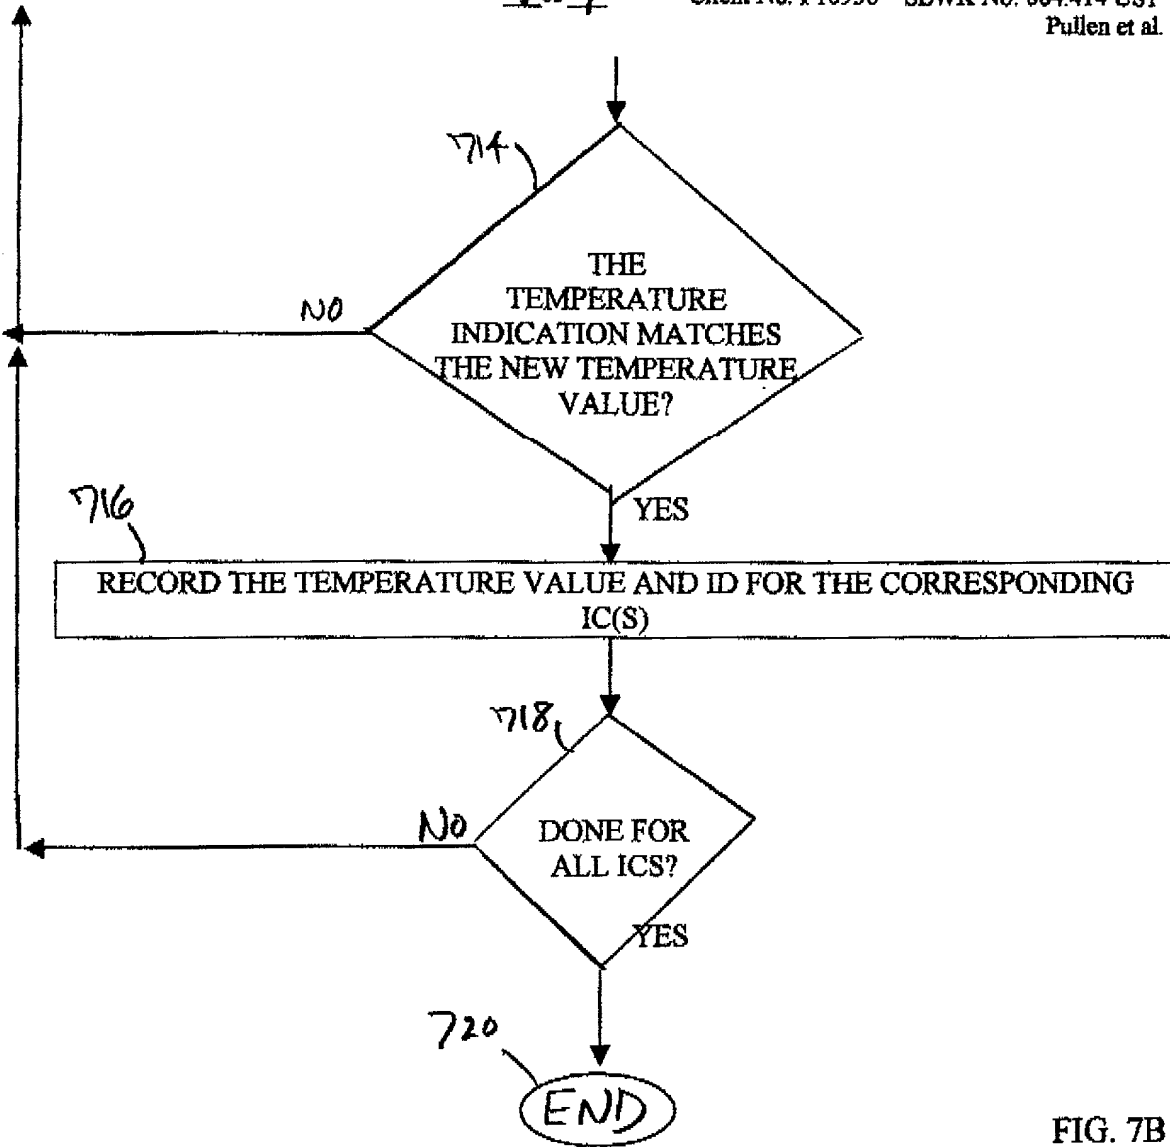 Pullen et al.
714
THE
TEMPERATURE
INDICATION MATCHES
THE NEW TEMPERATURE
VALUE?
NO
YES
716
RECORD THE TEMPERATURE VALUE AND ID FOR THE CORRESPONDING
IC(S)
718
NO
DONE FOR
ALL ICS?
YES
720
END
FIG. 7B